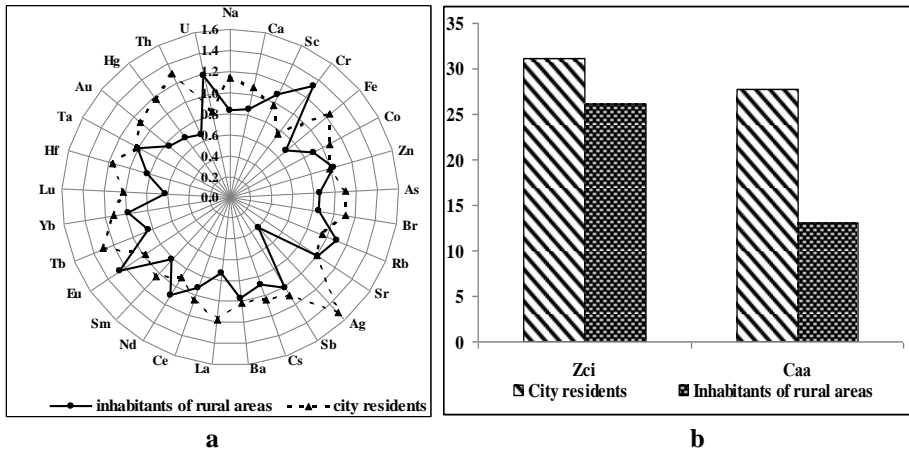 Na
Ca
Sc
Cr
Fe
Co
Zn
As
Br
Rb
Sr
Ag
Sb
Cs
Ba
La
Ce
Nd
Sm
Eu
Tb
Yb
Lu
Hf
Ta
Au
Hg
Th
U
1.6
1.4
1.2
1.0
0.8
0.6
0.4
0.2
0.0
inhabitants of rural areas city residents
a
35
30
25
20
15
10
5
0
Zci Caa
City residents Inhabitants of rural areas
b